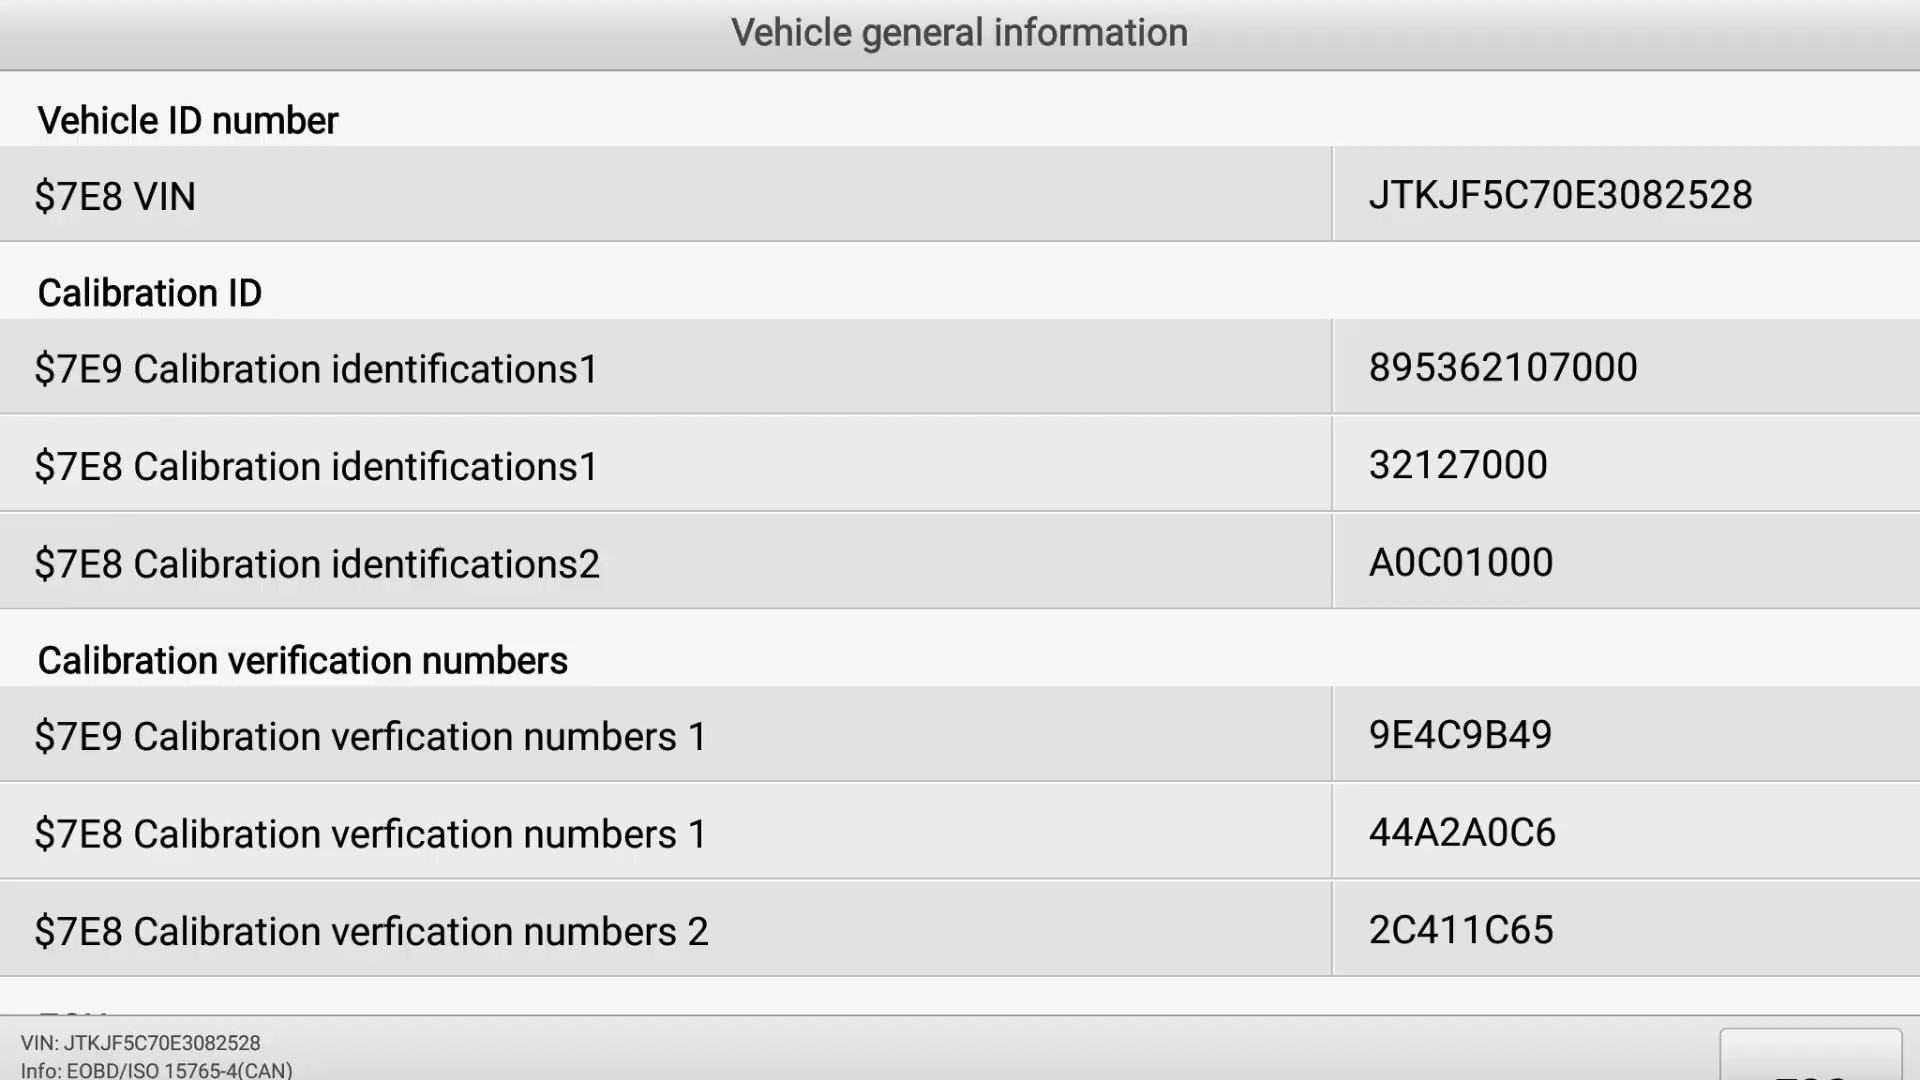 Vehicle general information
Vehicle ID number
$7E8 VIN JTKJF5C70E3082528
Calibration ID
$7E9 Calibration identifications1 895362107000
$7E8 Calibration identifications1 32127000
$7E8 Calibration identifications2 A0C01000
Calibration verification numbers
$7E9 Calibration verfication numbers 1 9E4C9B49
$7E8 Calibration verfication numbers 1 44A2A0C6
$7E8 Calibration verfication numbers 2 2C411C65
VIN: JTKJF5C70E3082528
Info: EOBD/ISO 15765-4(CAN)